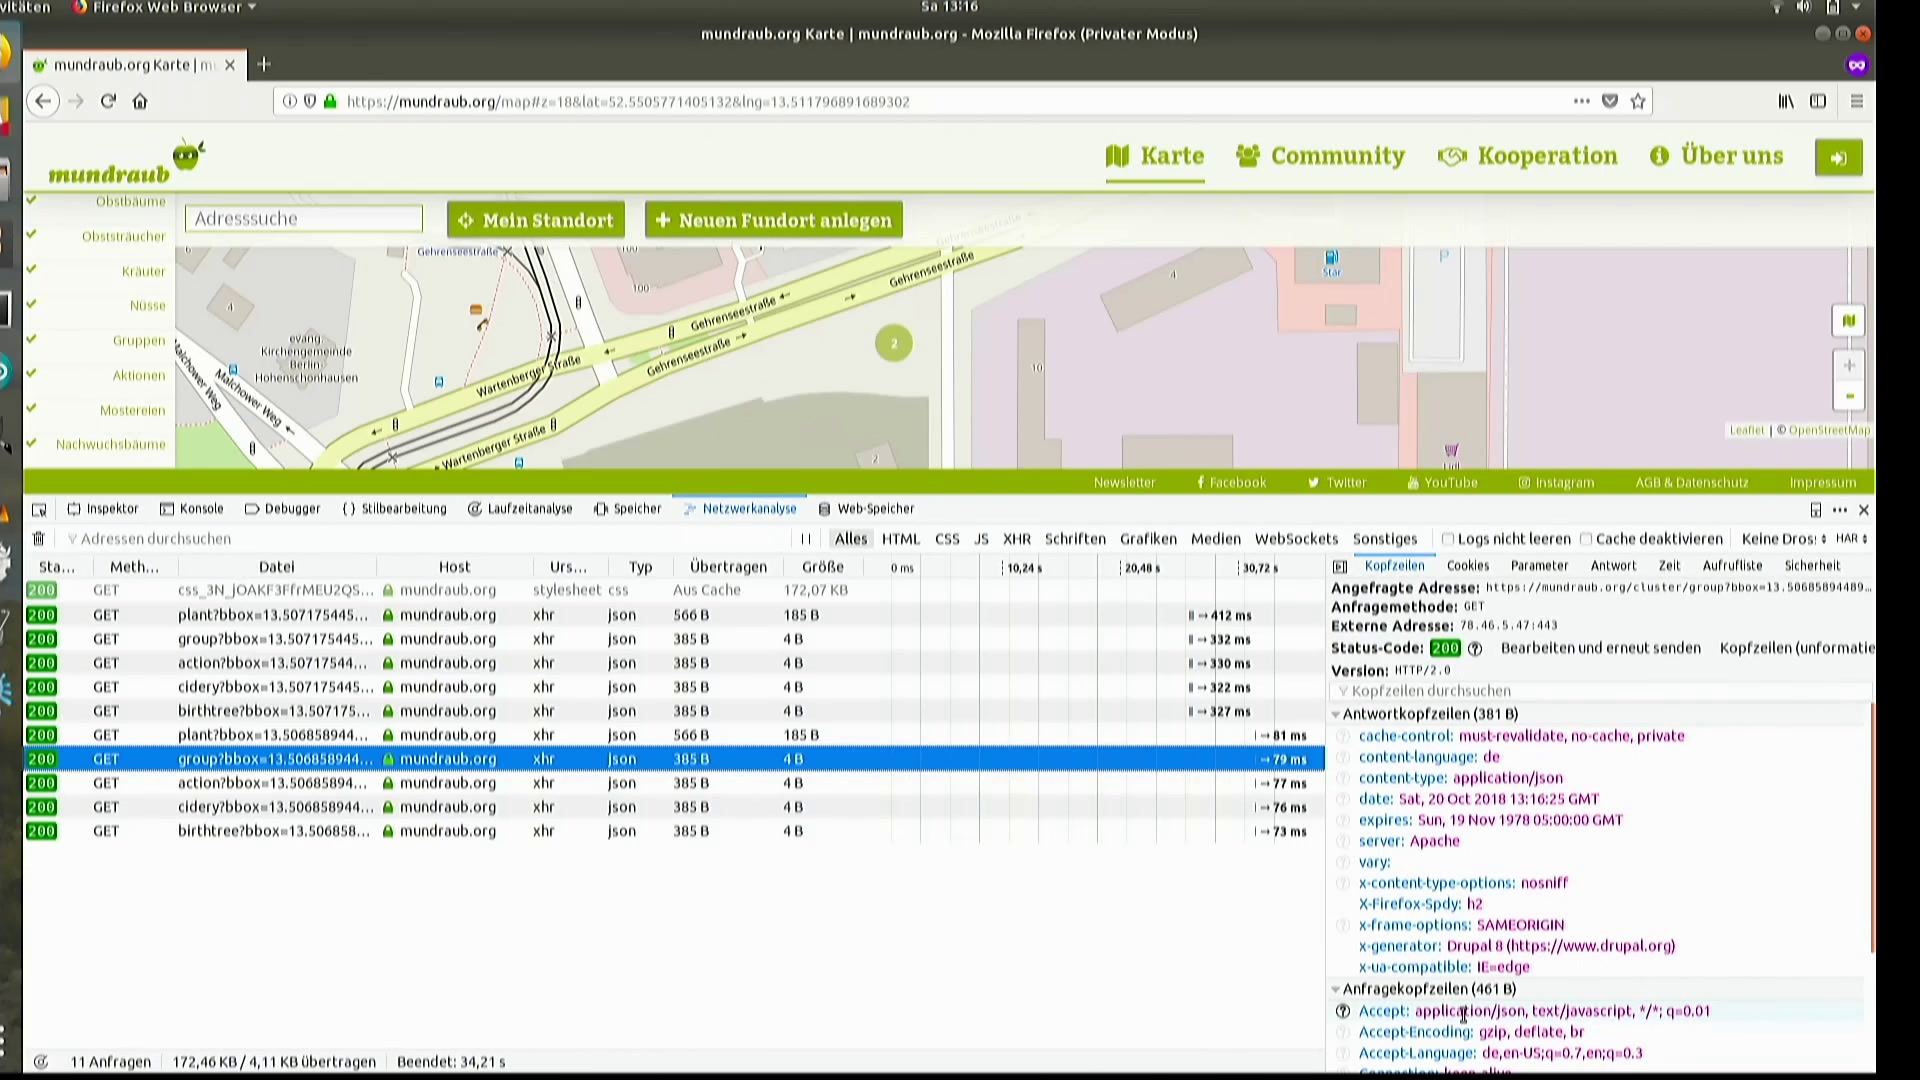 vitäten
Firefox Web Browser
Sa 13:16
mundraub.org Karte | mundraub.org - Mozilla Firefox (Privater Modus)
mundraub.org Karte | m
https://mundraub.org/map#z=18&lat=52.5505771405132&lng=13.511796891689302
mundraub
Karte
Community
Kooperation
Über uns
Obstbäume
Obststräucher
Kräuter
Nüsse
Gruppen
Aktionen
Mostereien
Nachwuchsbäume
Adresssuche
Mein Standort
+ Neuen Fundort anlegen
Gehrenseestraße
100
100
4
evang.
Kirchengemeinde
Berlin
Hohenschönhausen
Malchower Weg
Malchower Weg
Wartenberger Straße
Gehrenseestraße
Gehrenseestraße
Gehrenseestraße
Gehrenseestraße
Wartenberger Straße
2
2
10
4
Star
P
Lidl
+
-
Leaflet | © OpenStreetMap
Newsletter
Facebook
Twitter
YouTube
Instagram
AGB & Datenschutz
Impressum
Inspektor
Konsole
Debugger
{ } Stilbearbeitung
Laufzeitanalyse
Speicher
Netzwerkanalyse
Web-Speicher
Adressen durchsuchen
Alles HTML CSS JS XHR Schriften Grafiken Medien WebSockets Sonstiges
Logs nicht leeren
Cache deaktivieren
Keine Dros:
HAR
Sta… Meth… Datei Host Urs… Typ Übertragen Größe 0 ms 10,24 s 20,48 s 30,72 s
200 GET css_3N_jOAKF3FfrMEU2QS… mundraub.org stylesheet css Aus Cache 172,07 KB
200 GET plant?bbox=13.507175445… mundraub.org xhr json 566 B 185 B → 412 ms
200 GET group?bbox=13.507175445… mundraub.org xhr json 385 B 4 B → 332 ms
200 GET action?bbox=13.50717544… mundraub.org xhr json 385 B 4 B → 330 ms
200 GET cidery?bbox=13.507175445… mundraub.org xhr json 385 B 4 B → 322 ms
200 GET birthtree?bbox=13.507175… mundraub.org xhr json 385 B 4 B → 327 ms
200 GET plant?bbox=13.506858944… mundraub.org xhr json 566 B 185 B → 81 ms
200 GET group?bbox=13.506858944… mundraub.org xhr json 385 B 4 B → 79 ms
200 GET action?bbox=13.50685894… mundraub.org xhr json 385 B 4 B → 77 ms
200 GET cidery?bbox=13.506858944… mundraub.org xhr json 385 B 4 B → 76 ms
200 GET birthtree?bbox=13.506858… mundraub.org xhr json 385 B 4 B → 73 ms
11 Anfragen 172,46 KB / 4,11 KB übertragen Beendet: 34,21 s
Kopfzeilen Cookies Parameter Antwort Zeit Aufrufliste Sicherheit
Angefragte Adresse: https://mundraub.org/cluster/group?bbox=13.50685894489…
Anfragemethode: GET
Externe Adresse: 78.46.5.47:443
Status-Code: 200 Bearbeiten und erneut senden Kopfzeilen (unformatie
Version: HTTP/2.0
Kopfzeilen durchsuchen
Antwortkopfzeilen (381 B)
cache-control: must-revalidate, no-cache, private
content-language: de
content-type: application/json
date: Sat, 20 Oct 2018 13:16:25 GMT
expires: Sun, 19 Nov 1978 05:00:00 GMT
server: Apache
vary:
x-content-type-options: nosniff
X-Firefox-Spdy: h2
x-frame-options: SAMEORIGIN
x-generator: Drupal 8 (https://www.drupal.org)
x-ua-compatible: IE=edge
Anfragekopfzeilen (461 B)
Accept: application/json, text/javascript, */*; q=0.01
Accept-Encoding: gzip, deflate, br
Accept-Language: de,en-US;q=0.7,en;q=0.3
Connection: keep-alive